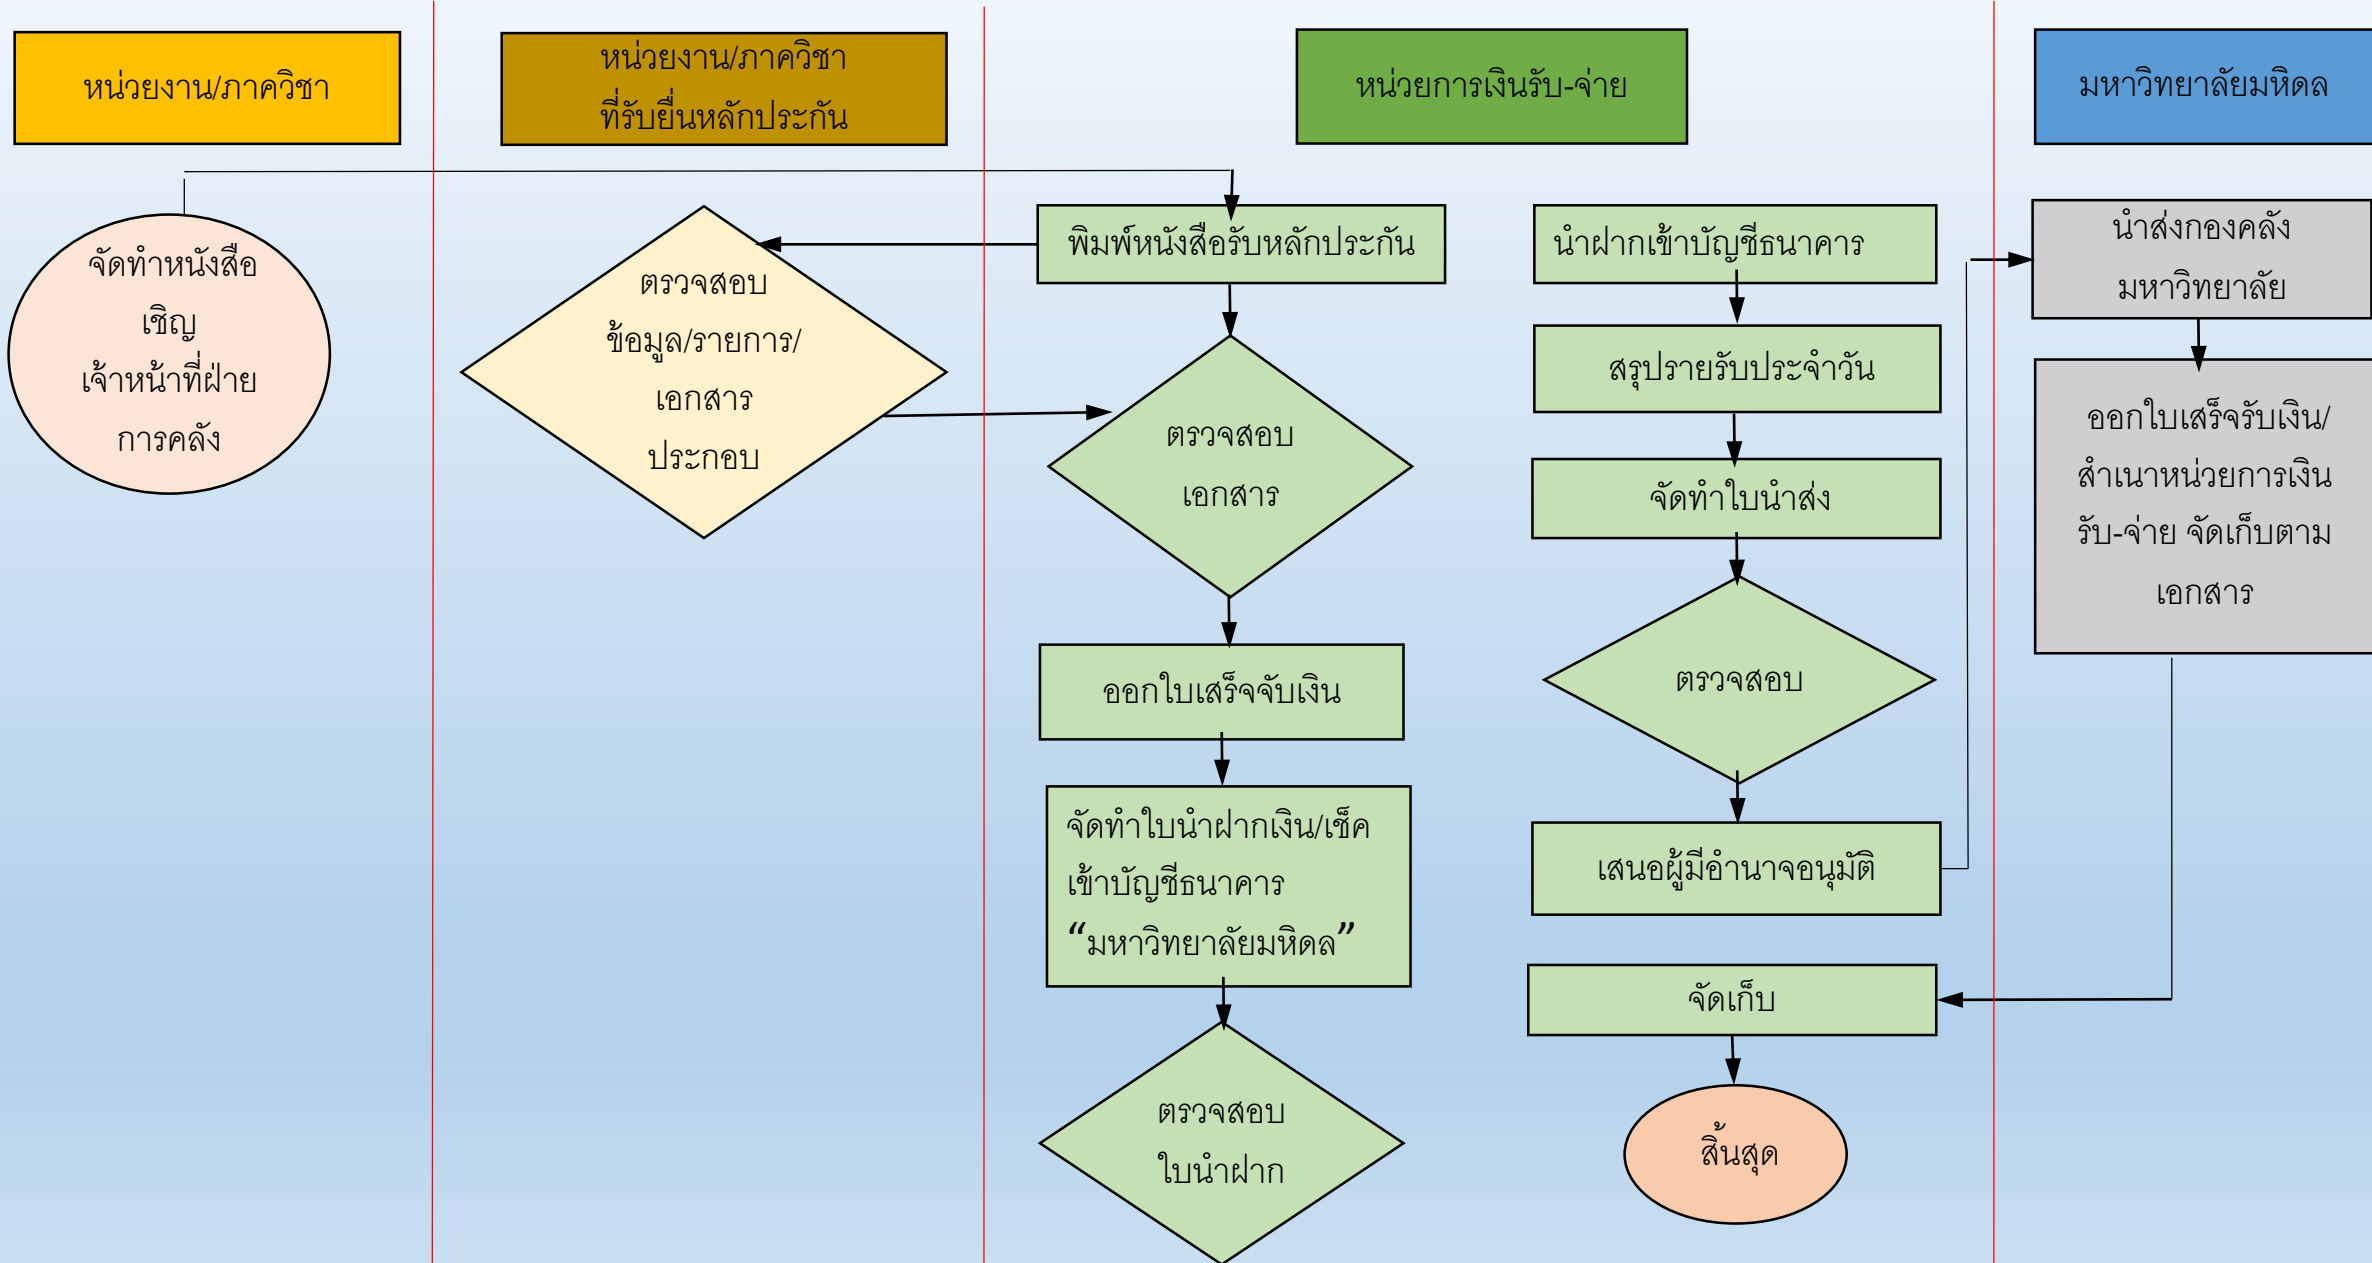 หน่วยงาน/ภาควิชา
หน่วยงาน/ภาควิชา
ที่รับยื่นหลักประกัน
หน่วยการเงินรับ-จ่าย
มหาวิทยาลัยมหิดล
จัดทำหนังสือ
เชิญ
เจ้าหน้าที่ฝ่าย
การคลัง
ตรวจสอบ
ข้อมูล/รายการ/
เอกสาร
ประกอบ
พิมพ์หนังสือรับหลักประกัน
ตรวจสอบ
เอกสาร
ออกใบเสร็จจับเงิน
จัดทำใบนำฝากเงิน/เช็ค
เข้าบัญชีธนาคาร
“มหาวิทยาลัยมหิดล”
ตรวจสอบ
ใบนำฝาก
นำฝากเข้าบัญชีธนาคาร
สรุปรายรับประจำวัน
จัดทำใบนำส่ง
ตรวจสอบ
เสนอผู้มีอำนาจอนุมัติ
จัดเก็บ
สิ้นสุด
นำส่งกองคลัง
มหาวิทยาลัย
ออกใบเสร็จรับเงิน/
สำเนาหน่วยการเงิน
รับ-จ่าย จัดเก็บตาม
เอกสาร